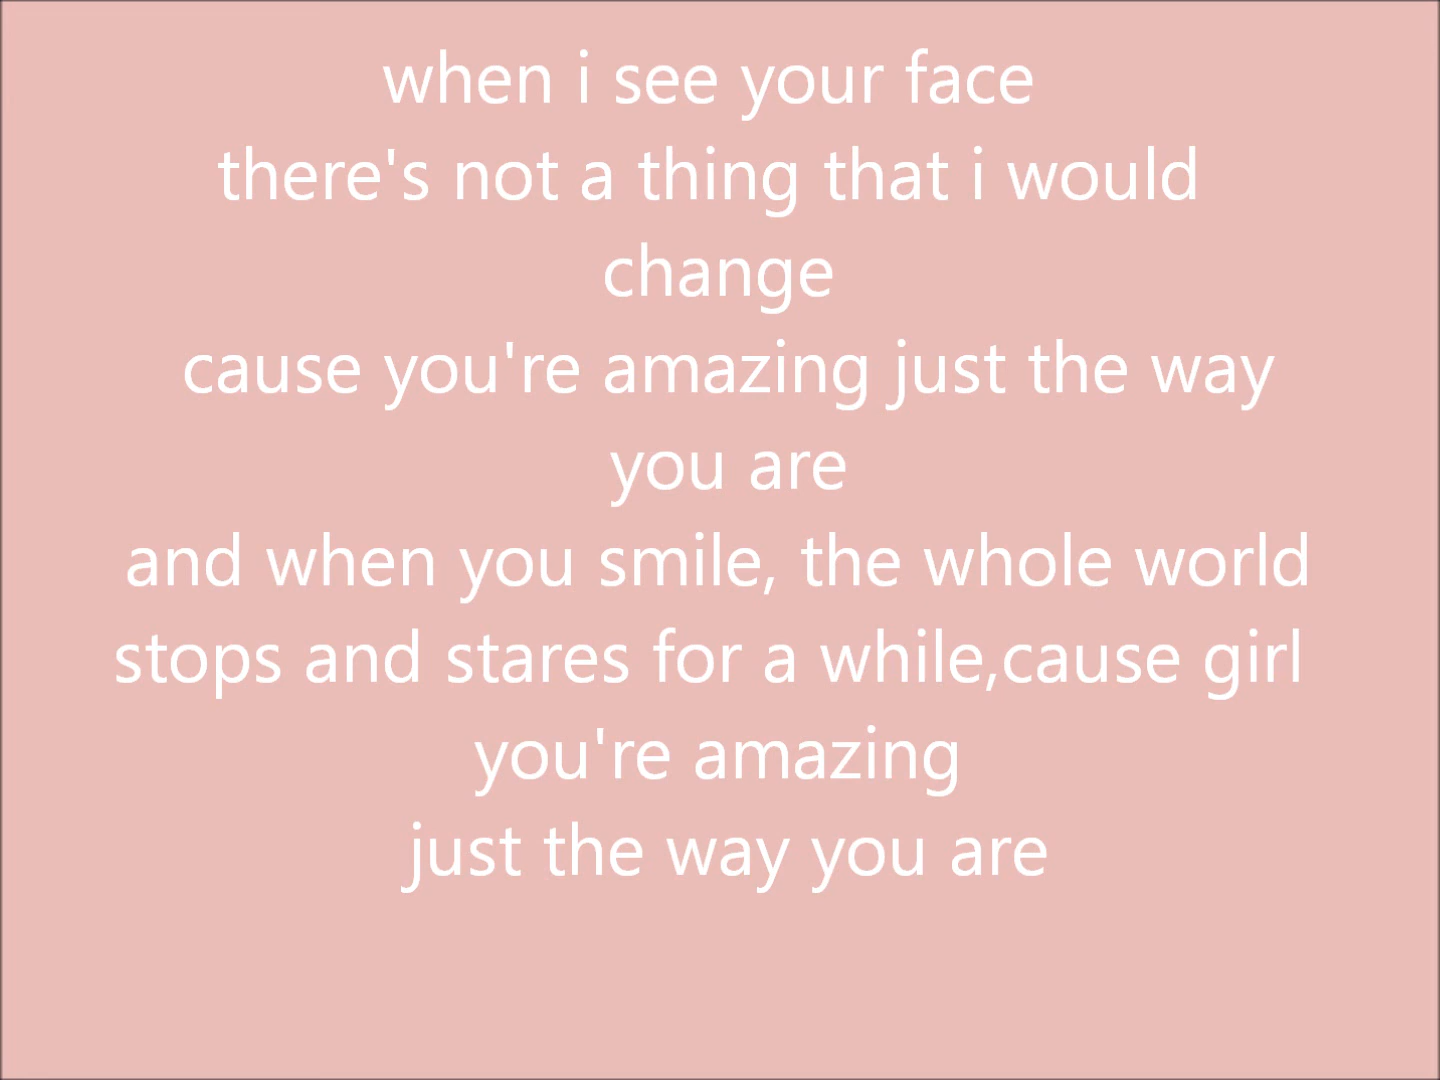 when i see your face
there's not a thing that i would
change
cause you're amazing just the way
you are
and when you smile, the whole world
stops and stares for a while,cause girl
you're amazing
just the way you are